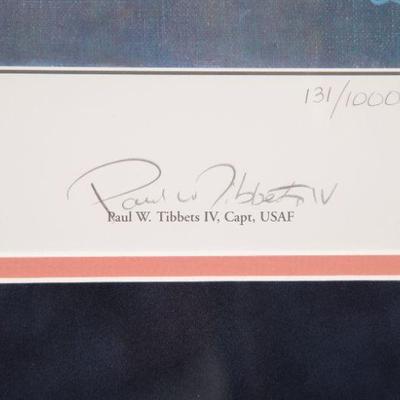 131/1000
Paul W Tibbets IV
Paul W. Tibbets IV, Capt, USAF